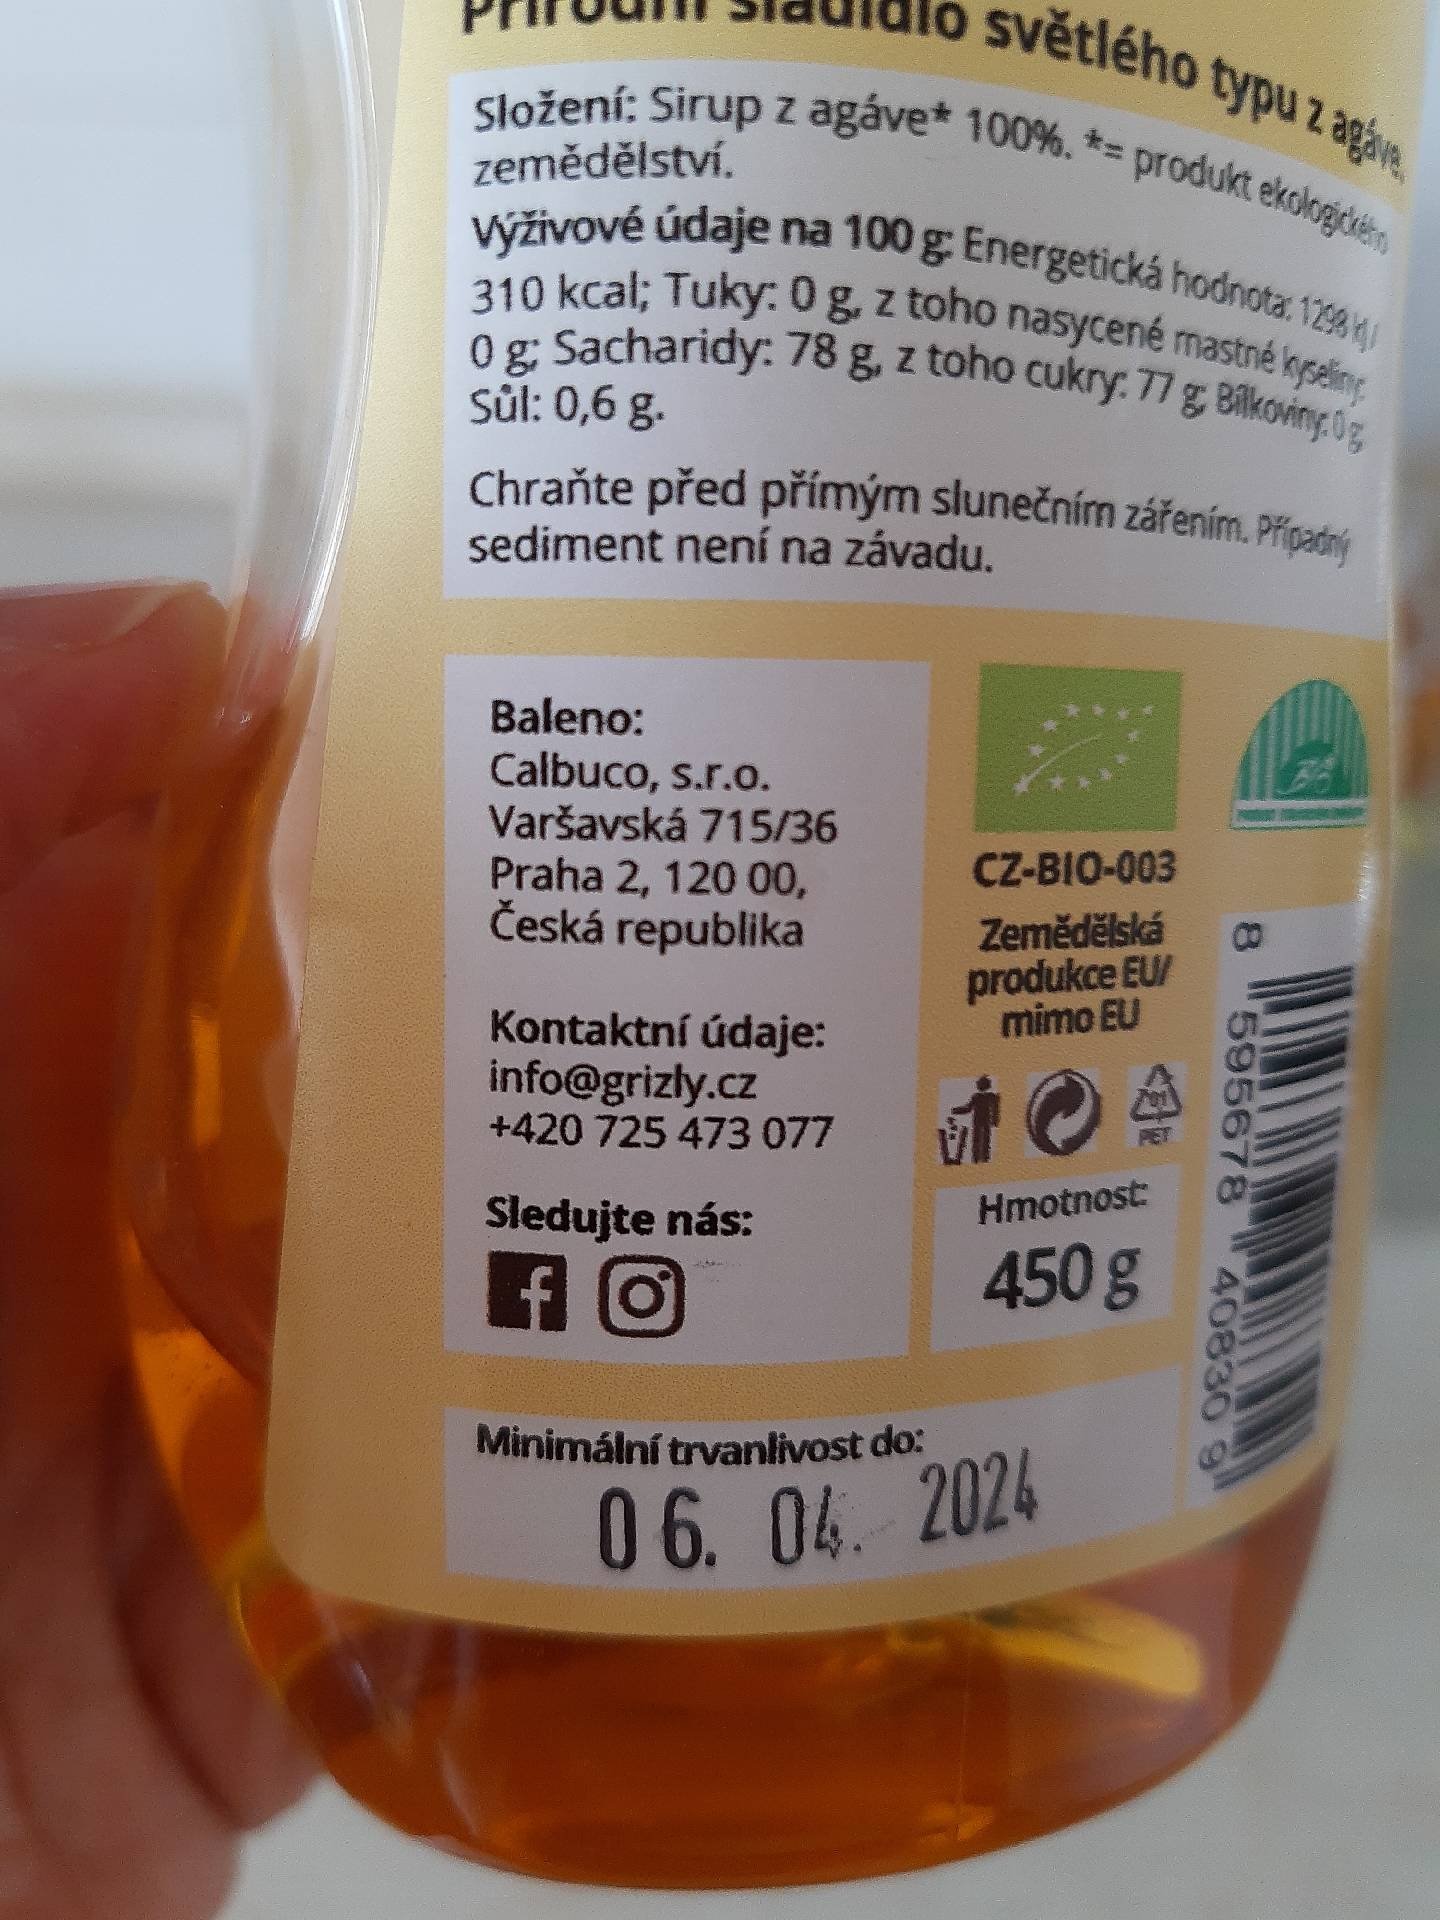 Přírodní sladidlo světlého typu z agáve.
Složení: Sirup z agáve* 100%. *= produkt ekologického
zemědělství.
Výživové údaje na 100 g: Energetická hodnota: 1298 kJ /
310 kcal; Tuky: 0 g, z toho nasycené mastné kyseliny:
0 g; Sacharidy: 78 g, z toho cukry: 77 g; Bílkoviny: 0 g;
Sůl: 0,6 g.
Chraňte před přímým slunečním zářením. Případný
sediment není na závadu.
Baleno:
Calbuco, s.r.o.
Varšavská 715/36
Praha 2, 120 00,
Česká republika
Kontaktní údaje:
info@grizly.cz
+420 725 473 077
Sledujte nás:
BIO
CZ-BIO-003
Zemědělská
produkce EU/
mimo EU
PET
Hmotnost:
450 g
8 595678 408309
Minimální trvanlivost do:
06. 04. 2024